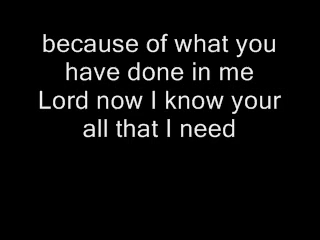 because of what you
have done in me
Lord now I know your
all that I need